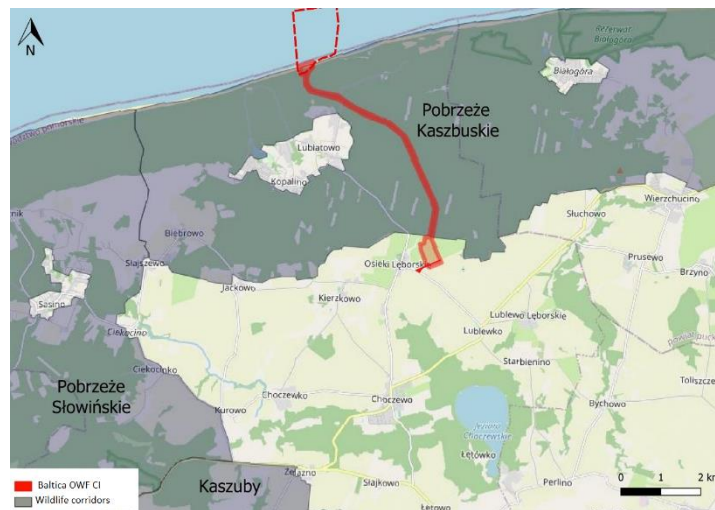 N
Rezerwat
Białogóra
Białogóra
Pobrzeże
Kaszbuskie
Lubiatowo
Kopalino
Wierzchucino
Słuchowo
Biebrowo
Słajszewo
Osieki Lęborskie
Prusewo
Brzyno
Jackowo
Kierzkowo
Sasino
Lublewo Lęborskie
Lublewko
Ciekocino
Starbienino
Ciekocinko
Toliszcze
Pobrzeże
Słowińskie
Choczewo
Bychowo
Choczewko
Kurowo
Jezioro
Choczewskie
Łętówko
Żelazno
Kaszuby
Słajkowo
Łętowo
Perlino
Baltica OWF CI
Wildlife corridors
0 1 2 km